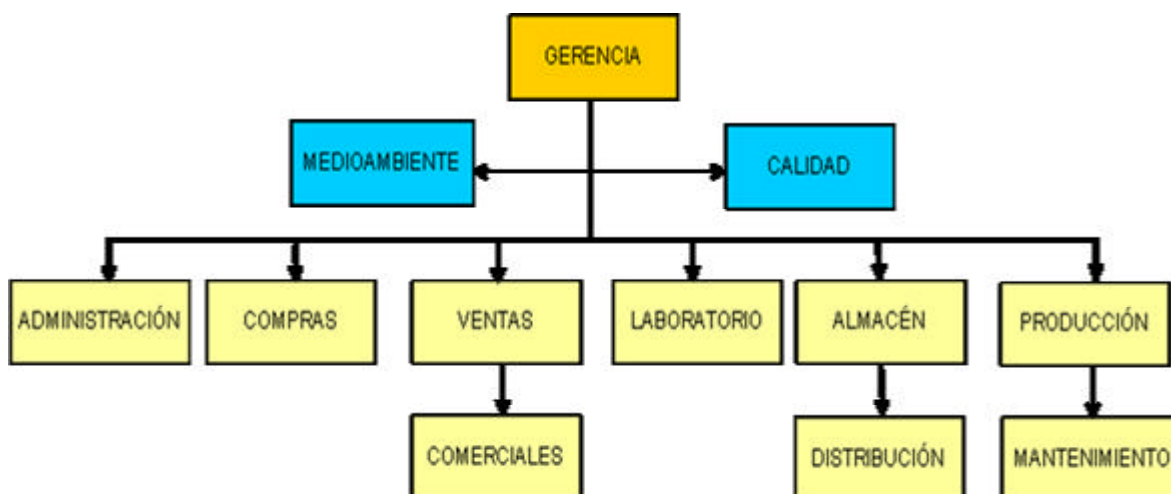 GERENCIA
MEDIOAMBIENTE
CALIDAD
ADMINISTRACIÓN
COMPRAS
VENTAS
LABORATORIO
ALMACÉN
PRODUCCIÓN
COMERCIALES
DISTRIBUCIÓN
MANTENIMIENTO